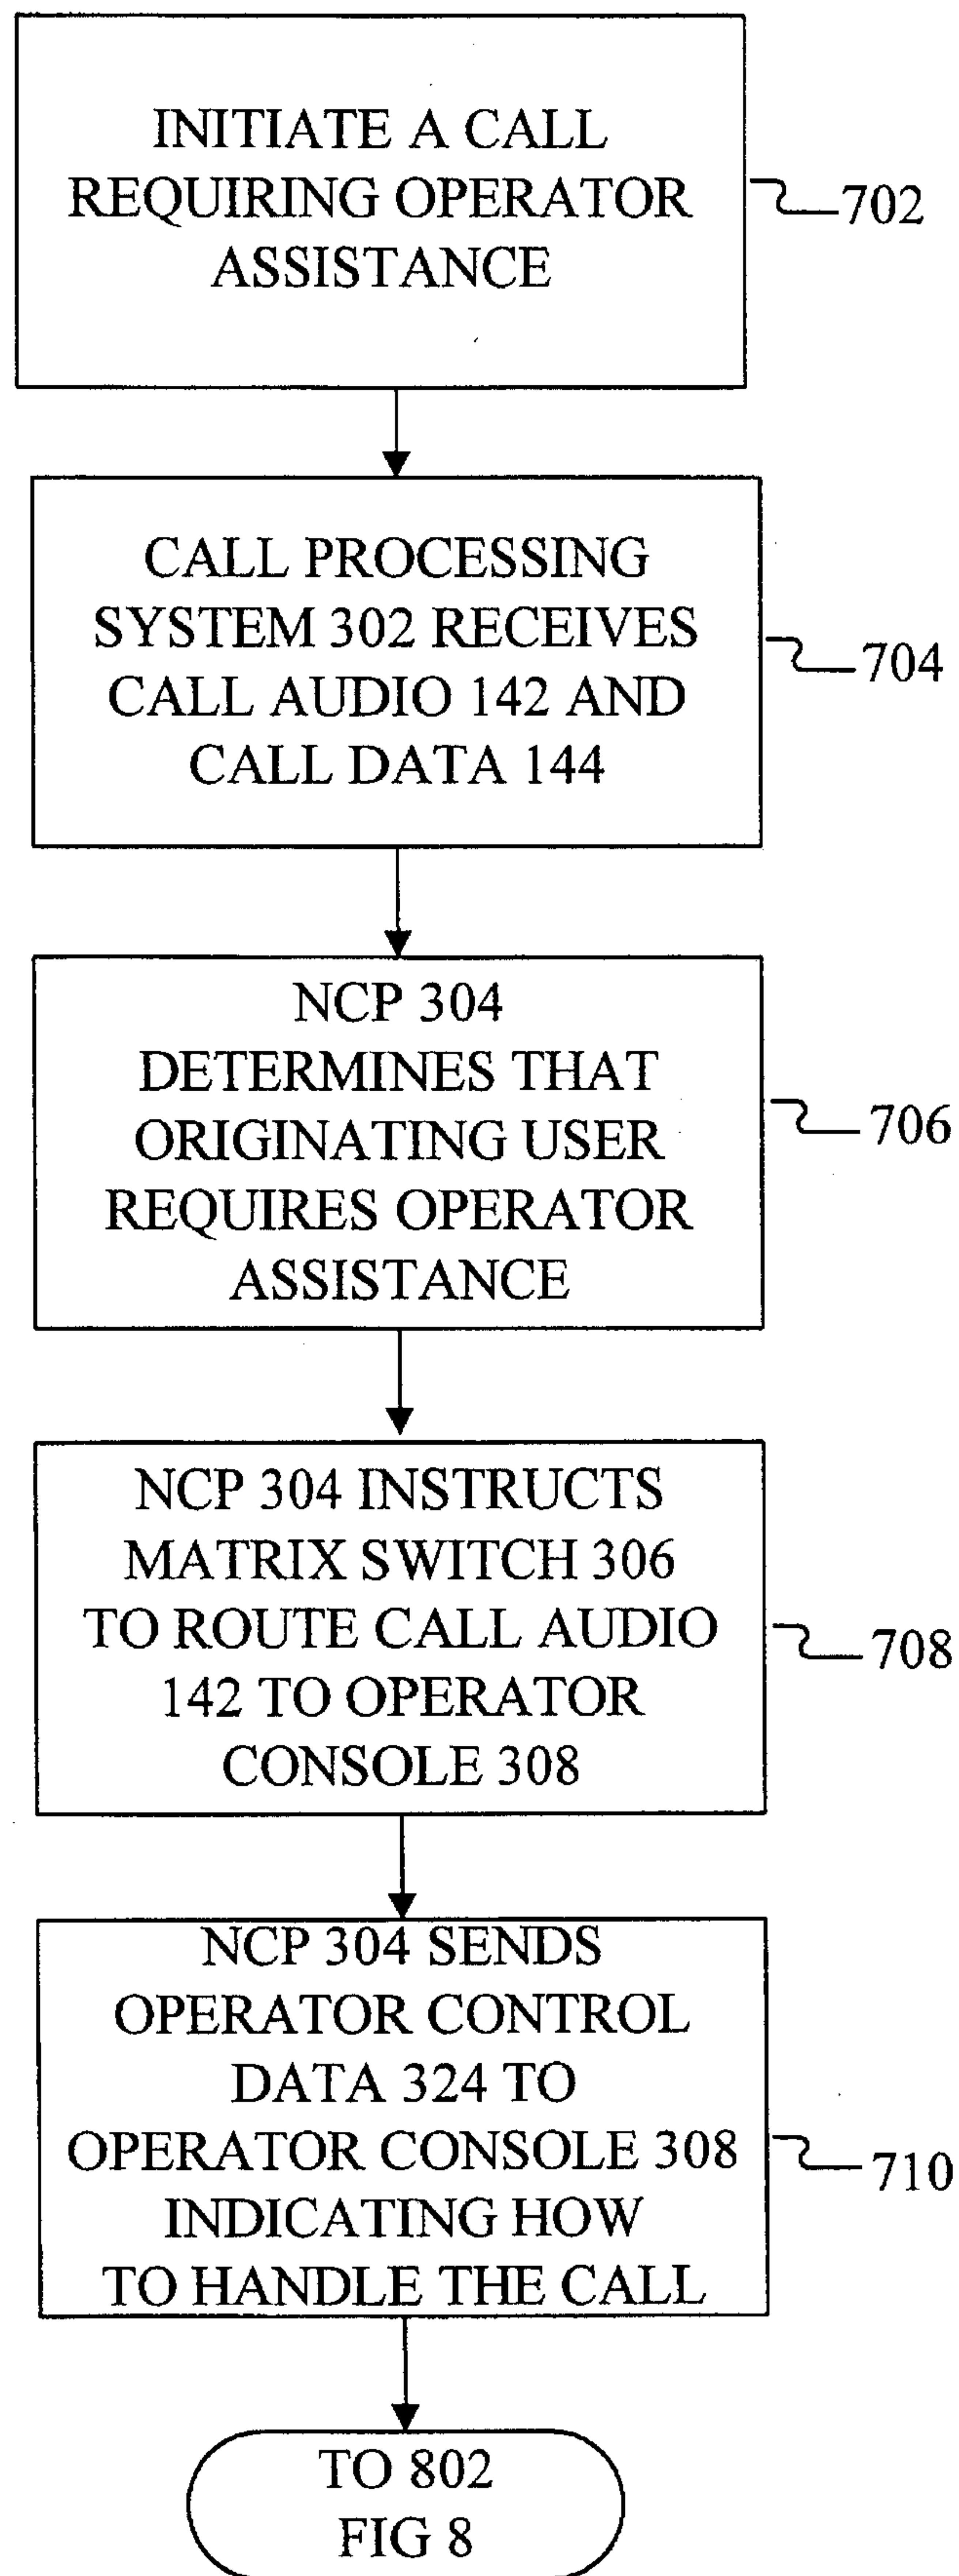 INITIATE A CALL
REQUIRING OPERATOR
ASSISTANCE
702
CALL PROCESSING
SYSTEM 302 RECEIVES
CALL AUDIO 142 AND
CALL DATA 144
704
NCP 304
DETERMINES THAT
ORIGINATING USER
REQUIRES OPERATOR
ASSISTANCE
706
NCP 304 INSTRUCTS
MATRIX SWITCH 306
TO ROUTE CALL AUDIO
142 TO OPERATOR
CONSOLE 308
708
NCP 304 SENDS
OPERATOR CONTROL
DATA 324 TO
OPERATOR CONSOLE 308
INDICATING HOW
TO HANDLE THE CALL
710
TO 802
FIG 8